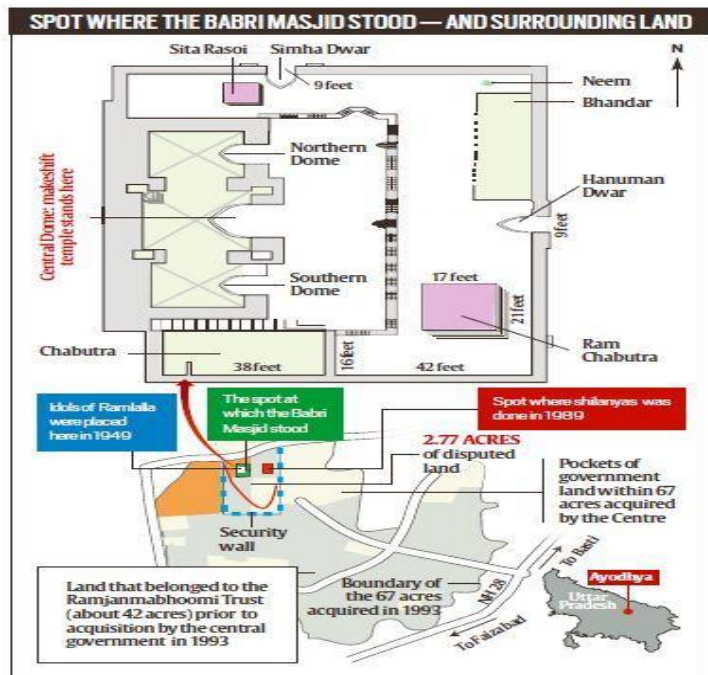 SPOT WHERE THE BABRI MASJID STOOD — AND SURROUNDING LAND
Sita Rasoi
Simha Dwar
N
9 feet
Neem
Bhandar
Northern
Dome
Hanuman
Dwar
9feet
Central Dome: makeshift
temple stands here
Southern
Dome
17 feet
21 feet
Ram
Chabutra
Chabutra
38 feet
16 feet
42 feet
Idols of Ramlalla
were placed
here in 1949
The spot at
which the Babri
Masjid stood
Spot where shilanyas was
done in 1989
2.77 ACRES
of disputed
land
Pockets of
government
land within 67
acres acquired
by the Centre
Security
wall
Land that belonged to the
Ramjanmabhoomi Trust
(about 42 acres) prior to
acquisition by the central
government in 1993
Boundary of
the 67 acres
acquired in 1993
NH 28
To Basti
To Faizabad
Ayodhya
Uttar
Pradesh